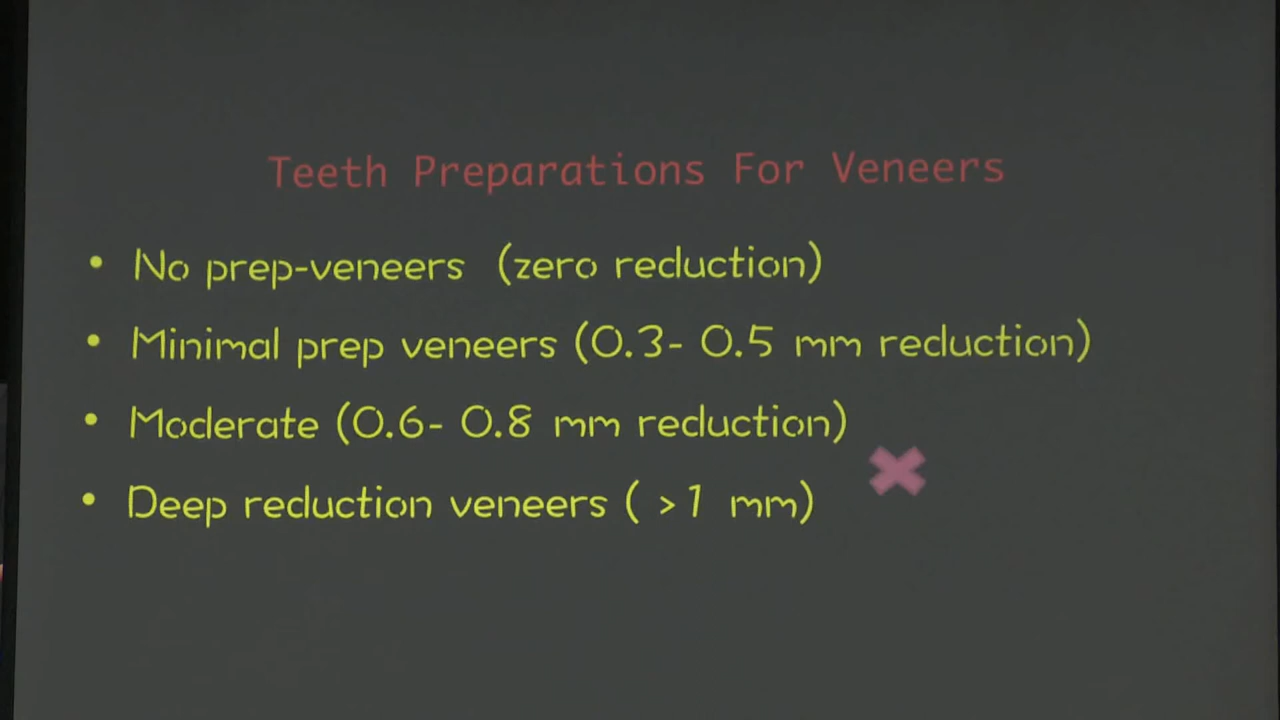 Teeth Preparations For Veneers
• No prep-veneers (zero reduction)
• Minimal prep veneers (0.3- 0.5 mm reduction)
• Moderate (0.6- 0.8 mm reduction)
• Deep reduction veneers ( >1 mm)